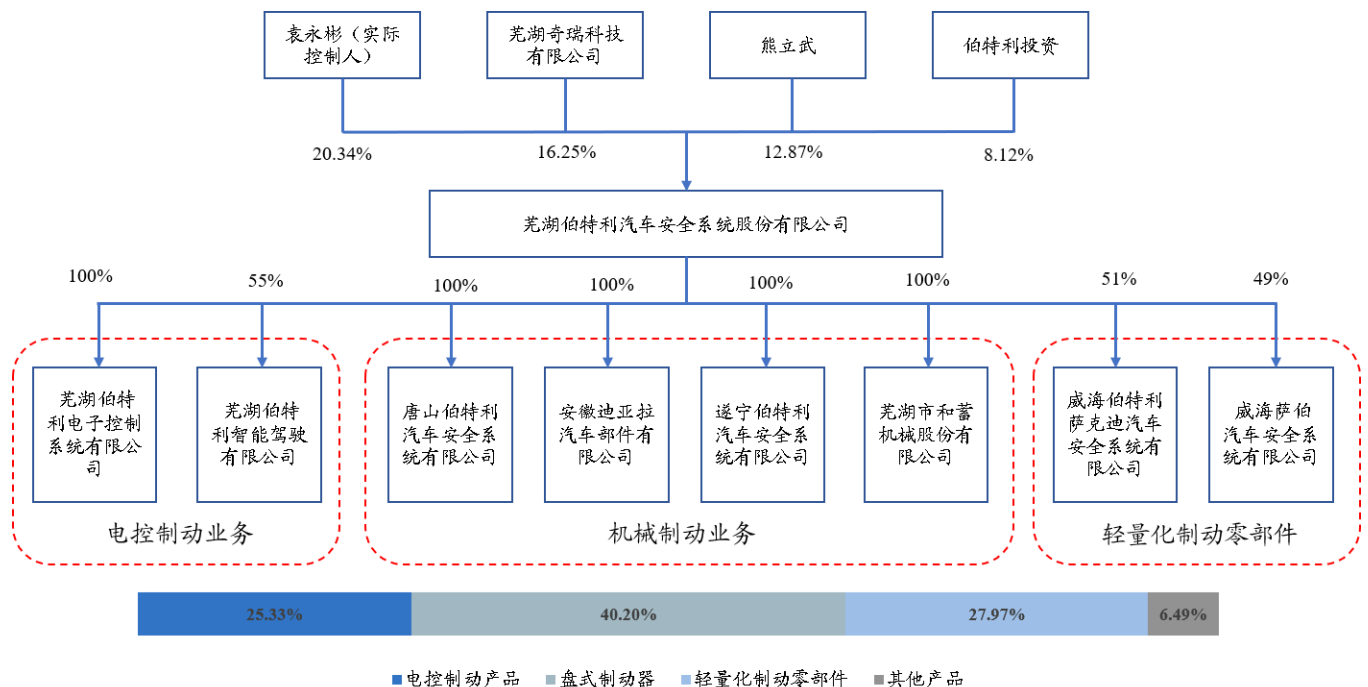 袁永彬（实际
控制人）
芜湖奇瑞科技
有限公司
熊立武
伯特利投资
20.34%
16.25%
12.87%
8.12%
芜湖伯特利汽车安全系统股份有限公司
100%
55%
100%
100%
100%
100%
51%
49%
芜湖伯特
利电子控制
系统有限公
司
芜湖伯特
利智能驾驶
有限公司
唐山伯特利
汽车安全系
统有限公司
安徽迪亚拉
汽车部件有
限公司
遂宁伯特利
汽车安全系
统有限公司
芜湖市和蓄
机械股份有
限公司
威海伯特利
萨克迪汽车
安全系统有
限公司
威海萨伯
汽车安全系
统有限公司
电控制动业务
机械制动业务
轻量化制动零部件
25.33%
40.20%
27.97%
6.49%
电控制动产品
盘式制动器
轻量化制动零部件
其他产品